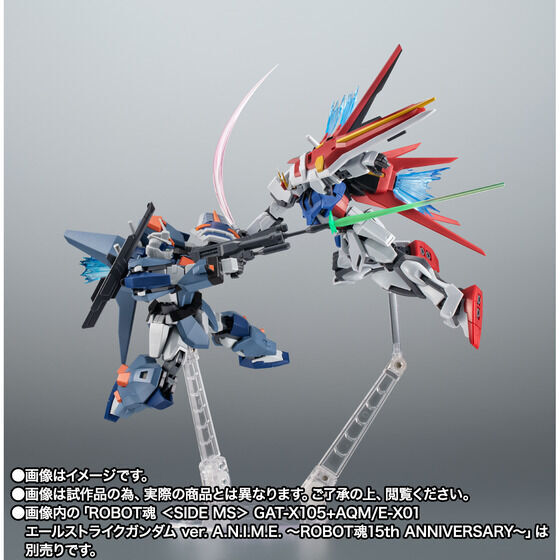 ●画像はイメージです。
●画像は試作品の為、実際の商品とは異なります。ご了承の上、閲覧ください。
●画像内の「ROBOT魂 ＜SIDE MS＞ GAT-X105+AQM/E-X01
エールストライクガンダム ver. A.N.I.M.E. ～ROBOT魂15th ANNIVERSARY～」は
別売りです。